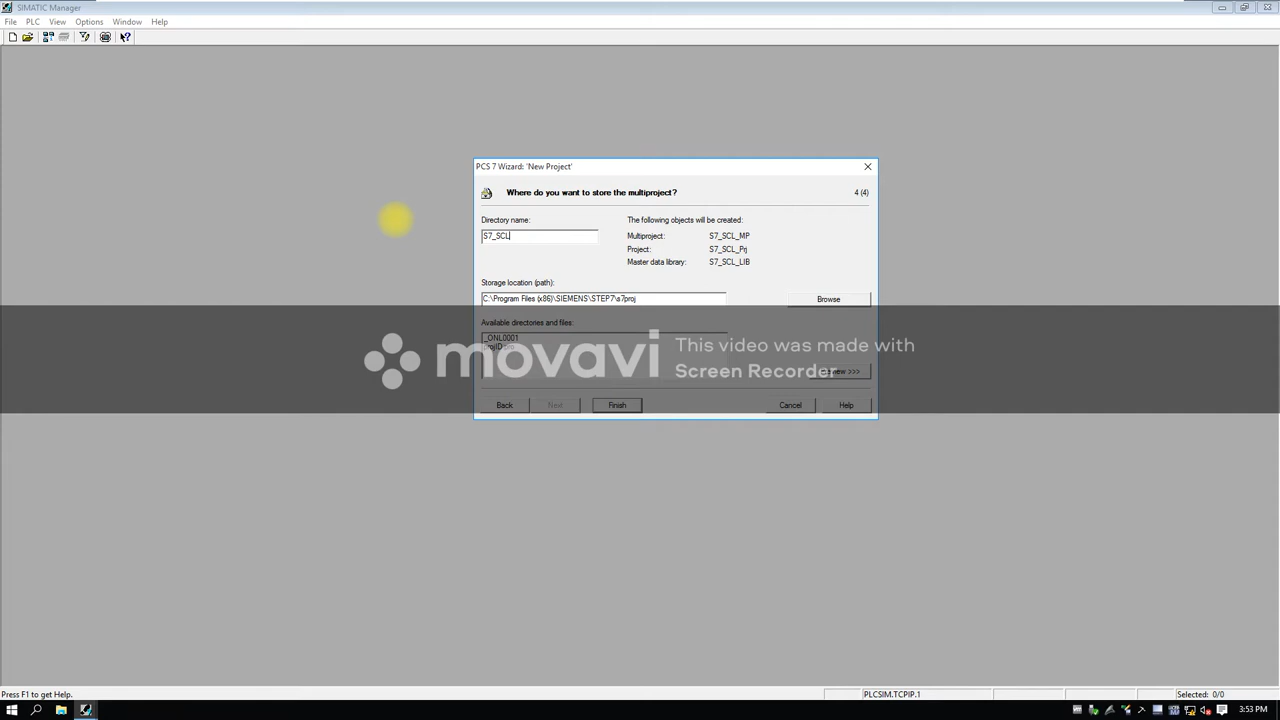 SIMATIC Manager
File PLC View Options Window Help
PCS 7 Wizard: 'New Project'
Where do you want to store the multiproject? 4 (4)
Directory name: The following objects will be created:
S7_SCL Multiproject: S7_SCL_MP
Project: S7_SCL_Prj
Master data library: S7_SCL_LIB
Storage location (path):
C:\Program Files (x86)\SIEMENS\STEP7\s7proj Browse
Available directories and files:
_ONL0001
movavi This video was made with
Screen Recorder
>>>
Back Next Finish Cancel Help
Press F1 to get Help. PLCSIM.TCPIP.1 Selected: 0/0
3:53 PM